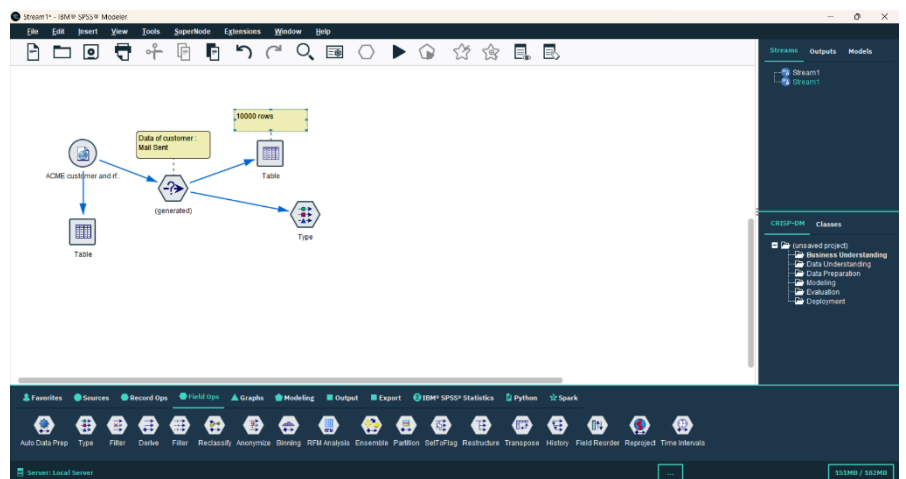 Stream1* - IBM® SPSS® Modeler
File Edit Insert View Tools SuperNode Extensions Window Help
Streams Outputs Models
Stream1
Stream1
10000 rows
Data of customer :
Mail Sent
ACME customer and rf..
Table
(generated)
Type
Table
CRISP-DM Classes
(unsaved project)
Business Understanding
Data Understanding
Data Preparation
Modeling
Evaluation
Deployment
Favorites Sources Record Ops Field Ops Graphs Modeling Output Export IBM® SPSS® Statistics Python Spark
Auto Data Prep Type Filter Derive Filler Reclassify Anonymize Binning RFM Analysis Ensemble Partition SetToFlag Restructure Transpose History Field Reorder Reproject Time Intervals
Server: Local Server
...
155MB / 182MB